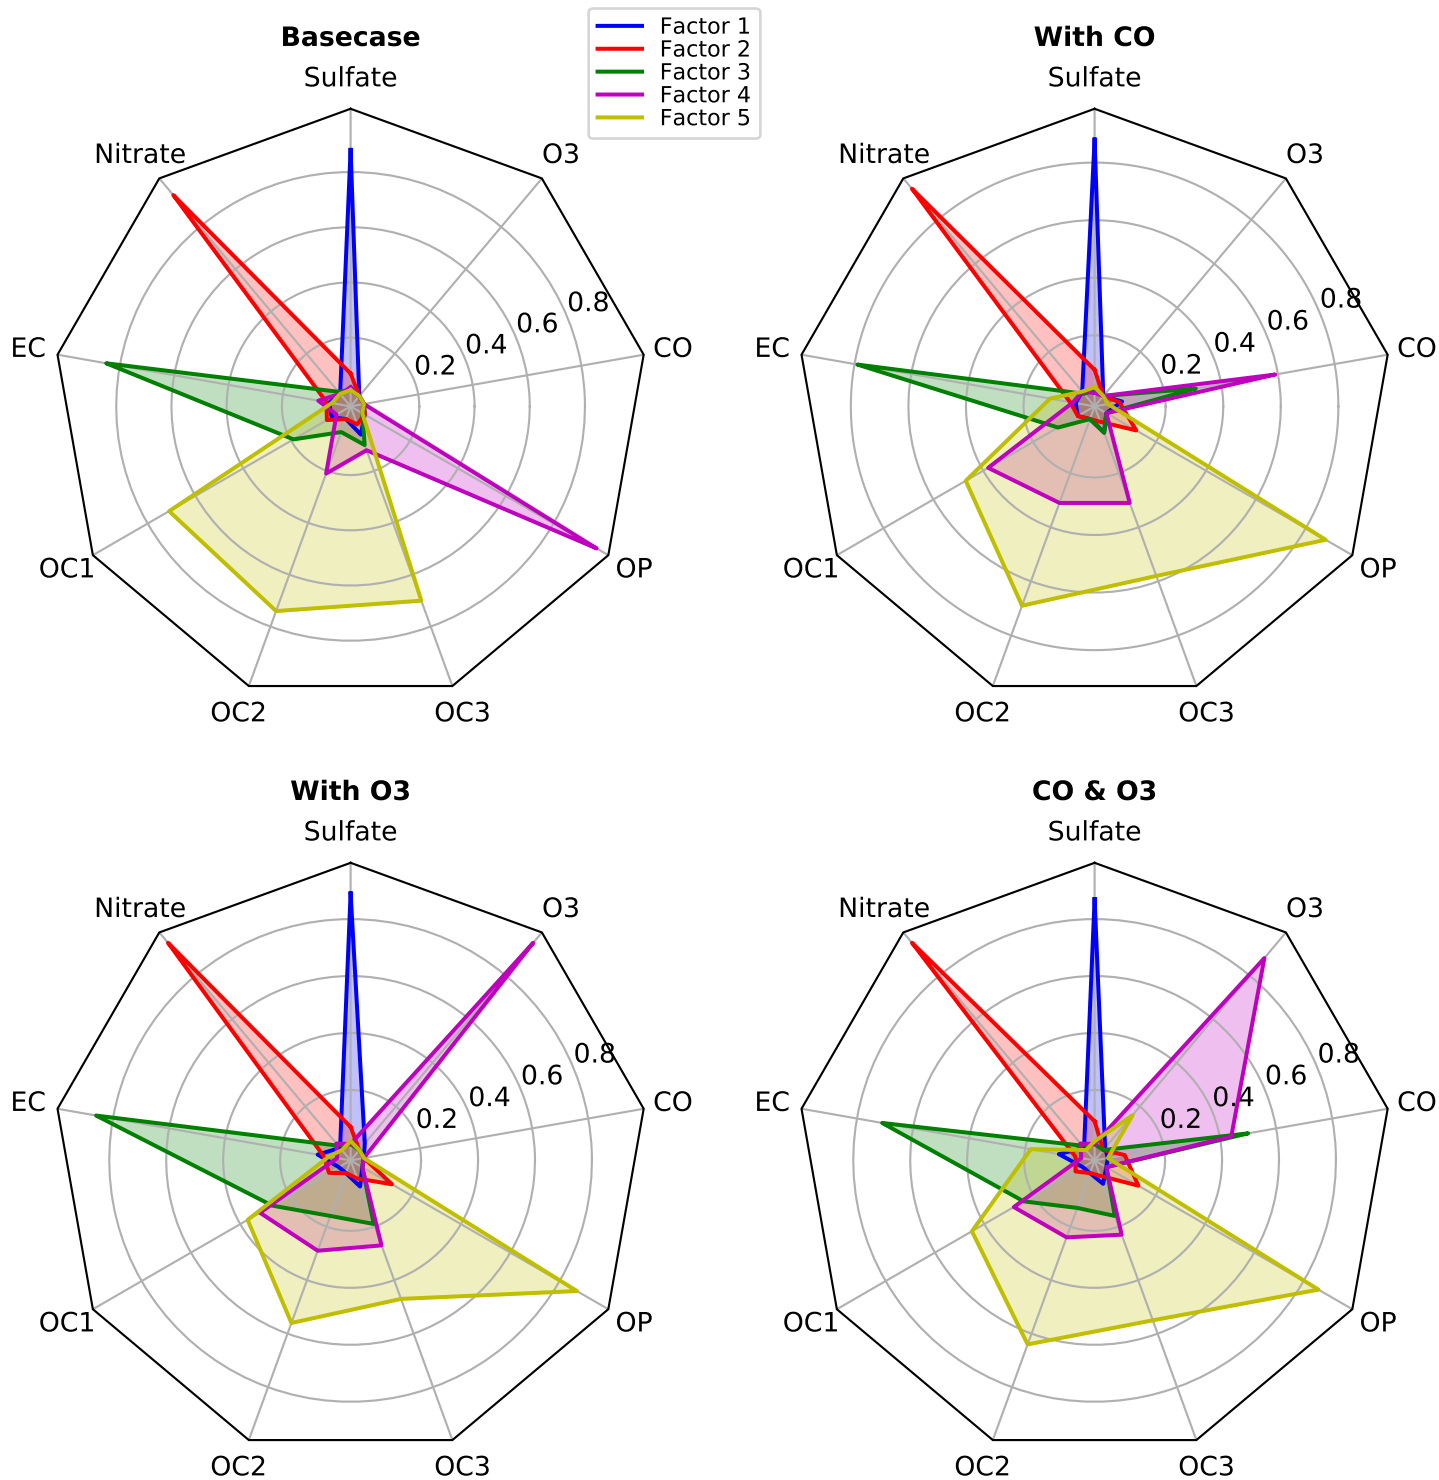 Factor 1
Factor 2
Factor 3
Factor 4
Factor 5
Basecase
Sulfate
Nitrate
O3
EC
CO
OC1
OP
OC2
OC3
0.2
0.4
0.6
0.8
With CO
Sulfate
Nitrate
O3
EC
CO
OC1
OP
OC2
OC3
0.2
0.4
0.6
0.8
With O3
Sulfate
Nitrate
O3
EC
CO
OC1
OP
OC2
OC3
0.2
0.4
0.6
0.8
CO & O3
Sulfate
Nitrate
O3
EC
CO
OC1
OP
OC2
OC3
0.2
0.4
0.6
0.8